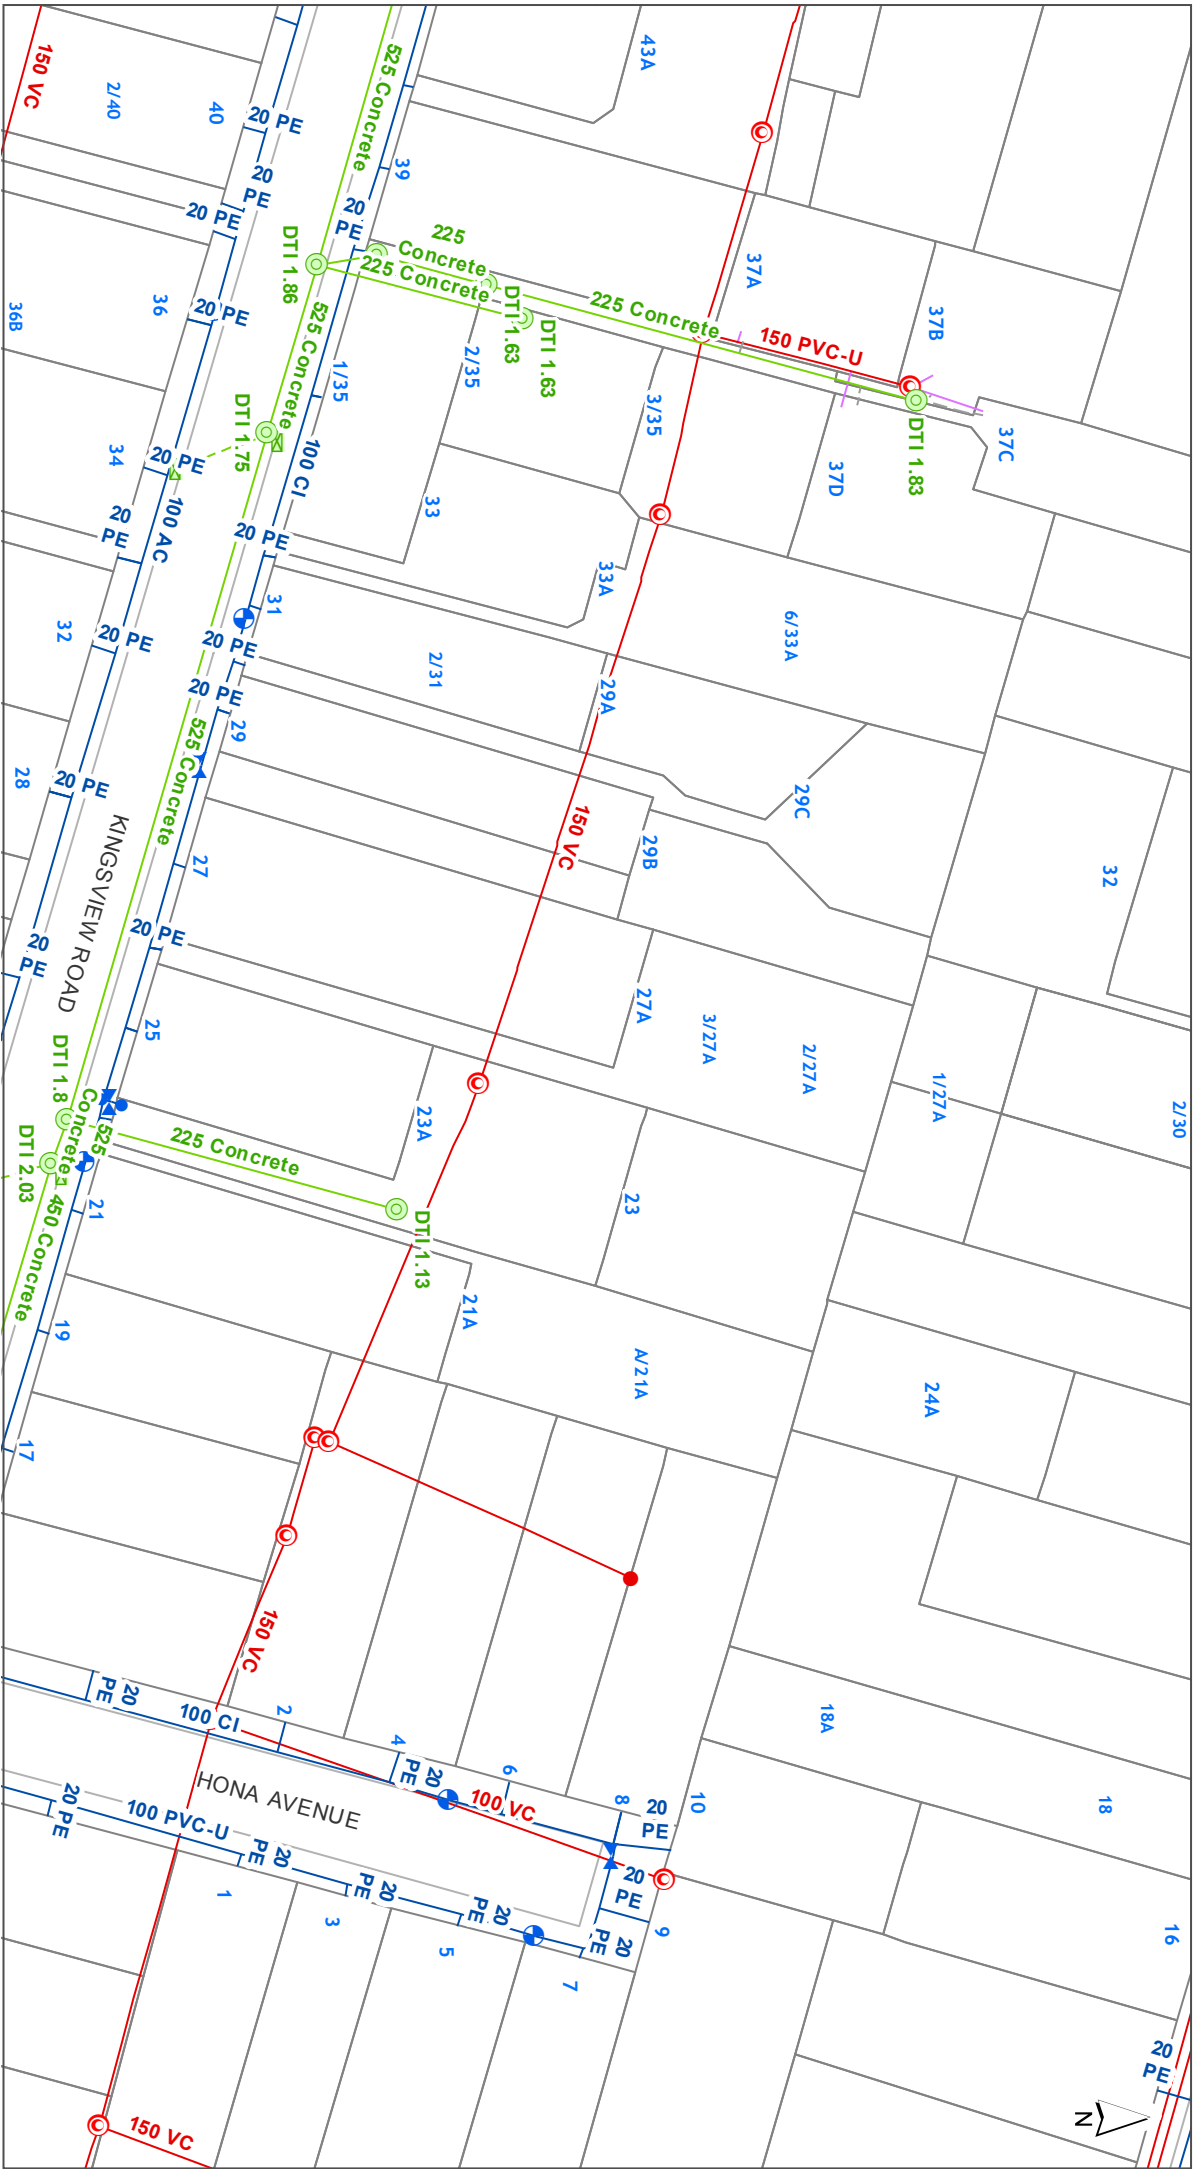 43A
150 VC
2/40
40
20 PE
525 Concrete
39
20
PE
20 PE
20
PE
225
Concrete
225 Concrete
DTI 1.86
36B
36
20 PE
525 Concrete
DTI 1.63
DTI 1.63
225 Concrete
37A
150 PVC-U
37B
37C
DTI 1.83
37D
1/35
2/35
3/35
DTI 1.75
34
20 PE
100 CI
33
20
PE
100 AC
20 PE
31
33A
6/33A
32
20 PE
20 PE
20 PE
2/31
29A
29
525 Concrete
28
20 PE
KINGSVIEW ROAD
150 VC
29B
29C
32
27
20 PE
20
PE
25
27A
3/27A
2/27A
1/27A
2/30
DTI 1.8
525
Concrete
DTI 2.03
225 Concrete
23A
23
DTI 1.13
21
450 Concrete
19
21A
A/21A
24A
17
150 VC
20
PE
100 CI
2
4
20
PE
6
100 VC
8
20
PE
10
18A
18
HONA AVENUE
20 PE
100 PVC-U
20
PE
20
PE
20
PE
20
PE
20
PE
1
3
5
7
9
16
20
PE
N
150 VC